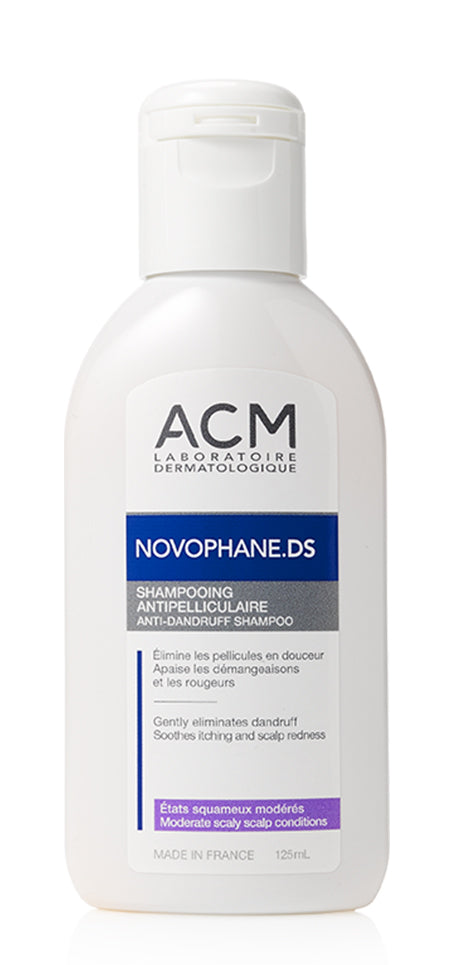 ACM
LABORATOIRE
DERMATOLOGIQUE
NOVOPHANE.DS
SHAMPOOING
ANTIPELLICULAIRE
ANTI-DANDRUFF SHAMPOO
Élimine les pellicules en douceur
Apaise les démangeaisons
et les rougeurs
Gently eliminates dandruff
Soothes itching and scalp redness
États squameux modérés
Moderate scaly scalp conditions
MADE IN FRANCE 125mL